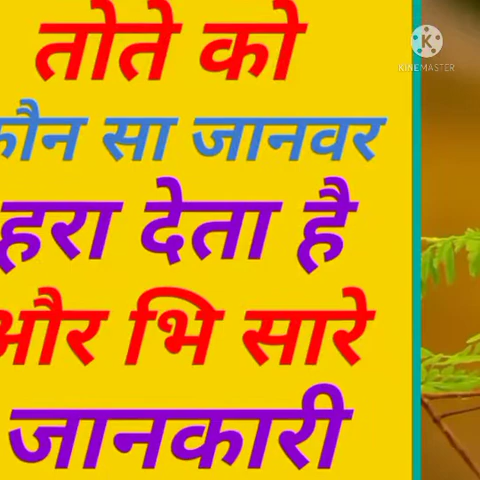 तोते को
कौन सा जानवर
हरा देता है
और भि सारे
जानकारी
KINEMASTER